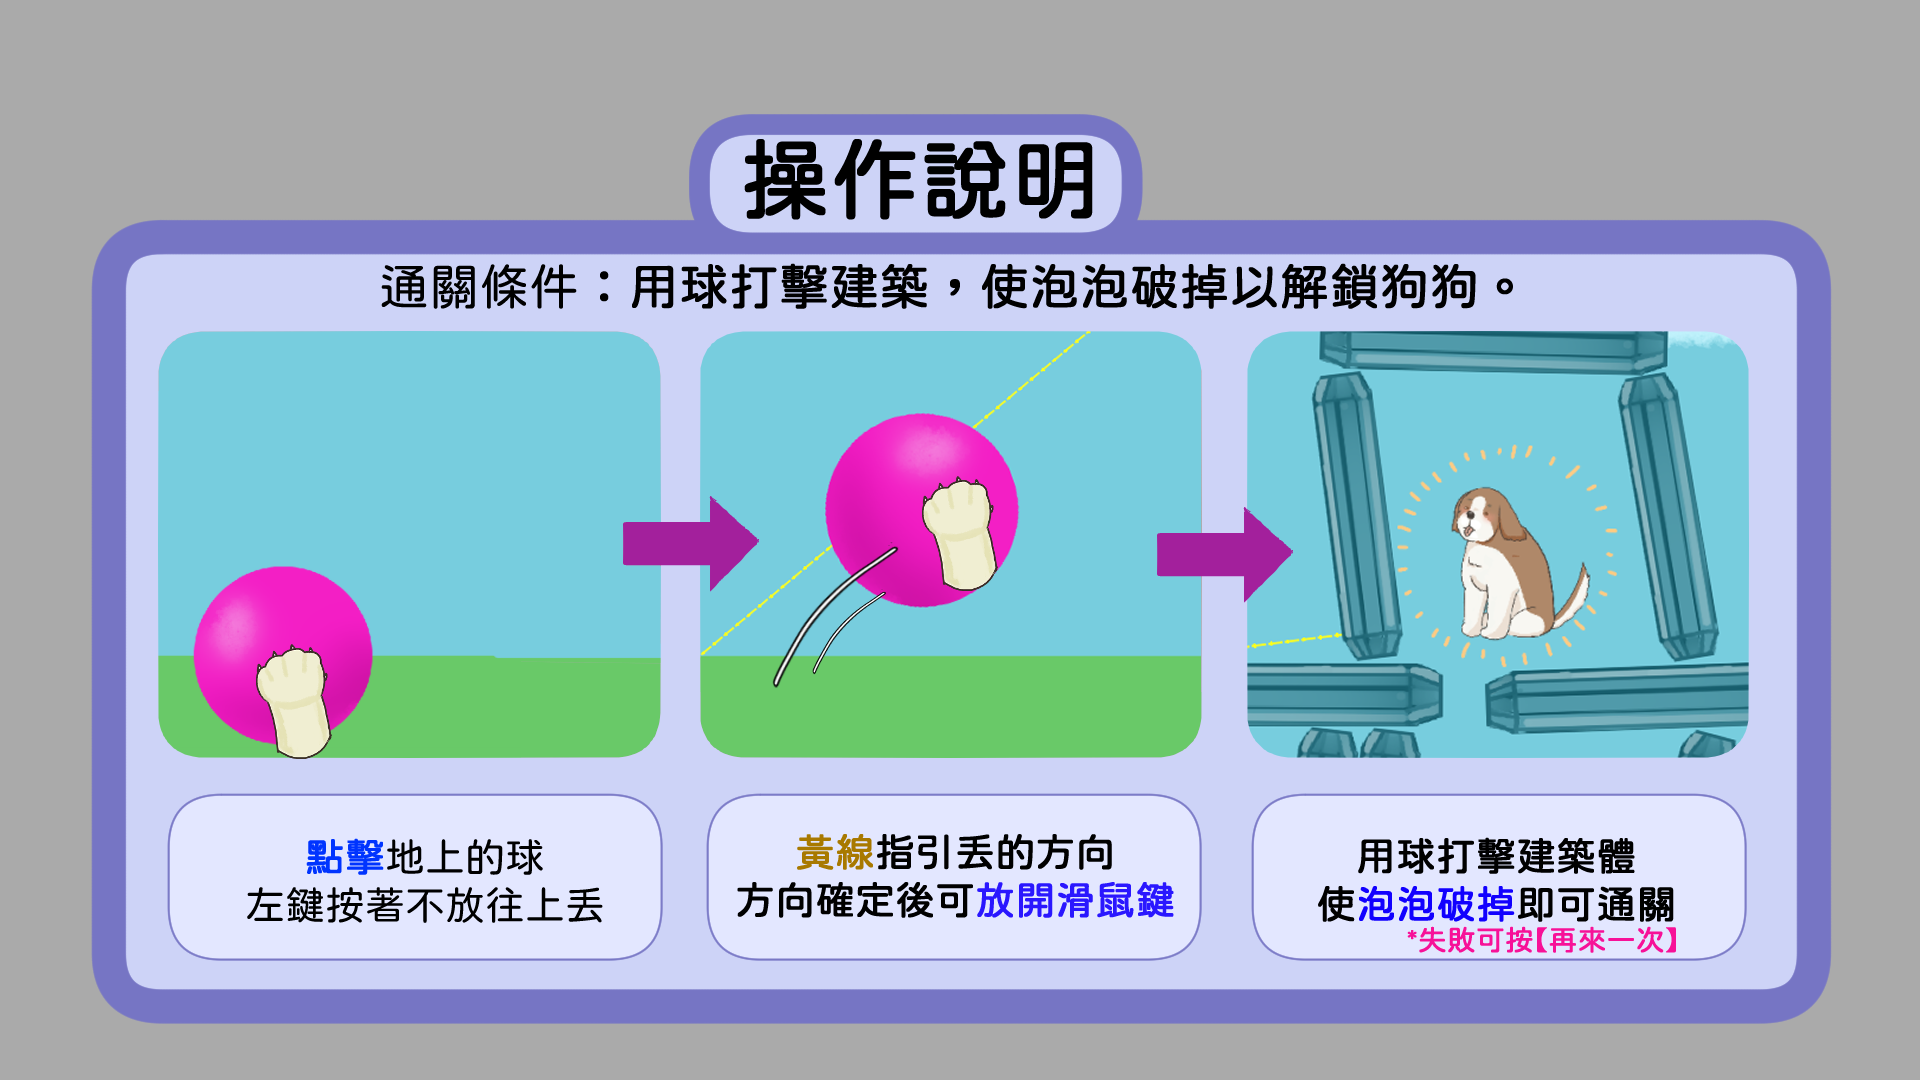 操作說明
通關條件：用球打擊建築，使泡泡破掉以解鎖狗狗。
點擊地上的球
左鍵按著不放往上丟
黃線指引丟的方向
方向確定後可放開滑鼠鍵
用球打擊建築體
使泡泡破掉即可通關
*失敗可按【再來一次】